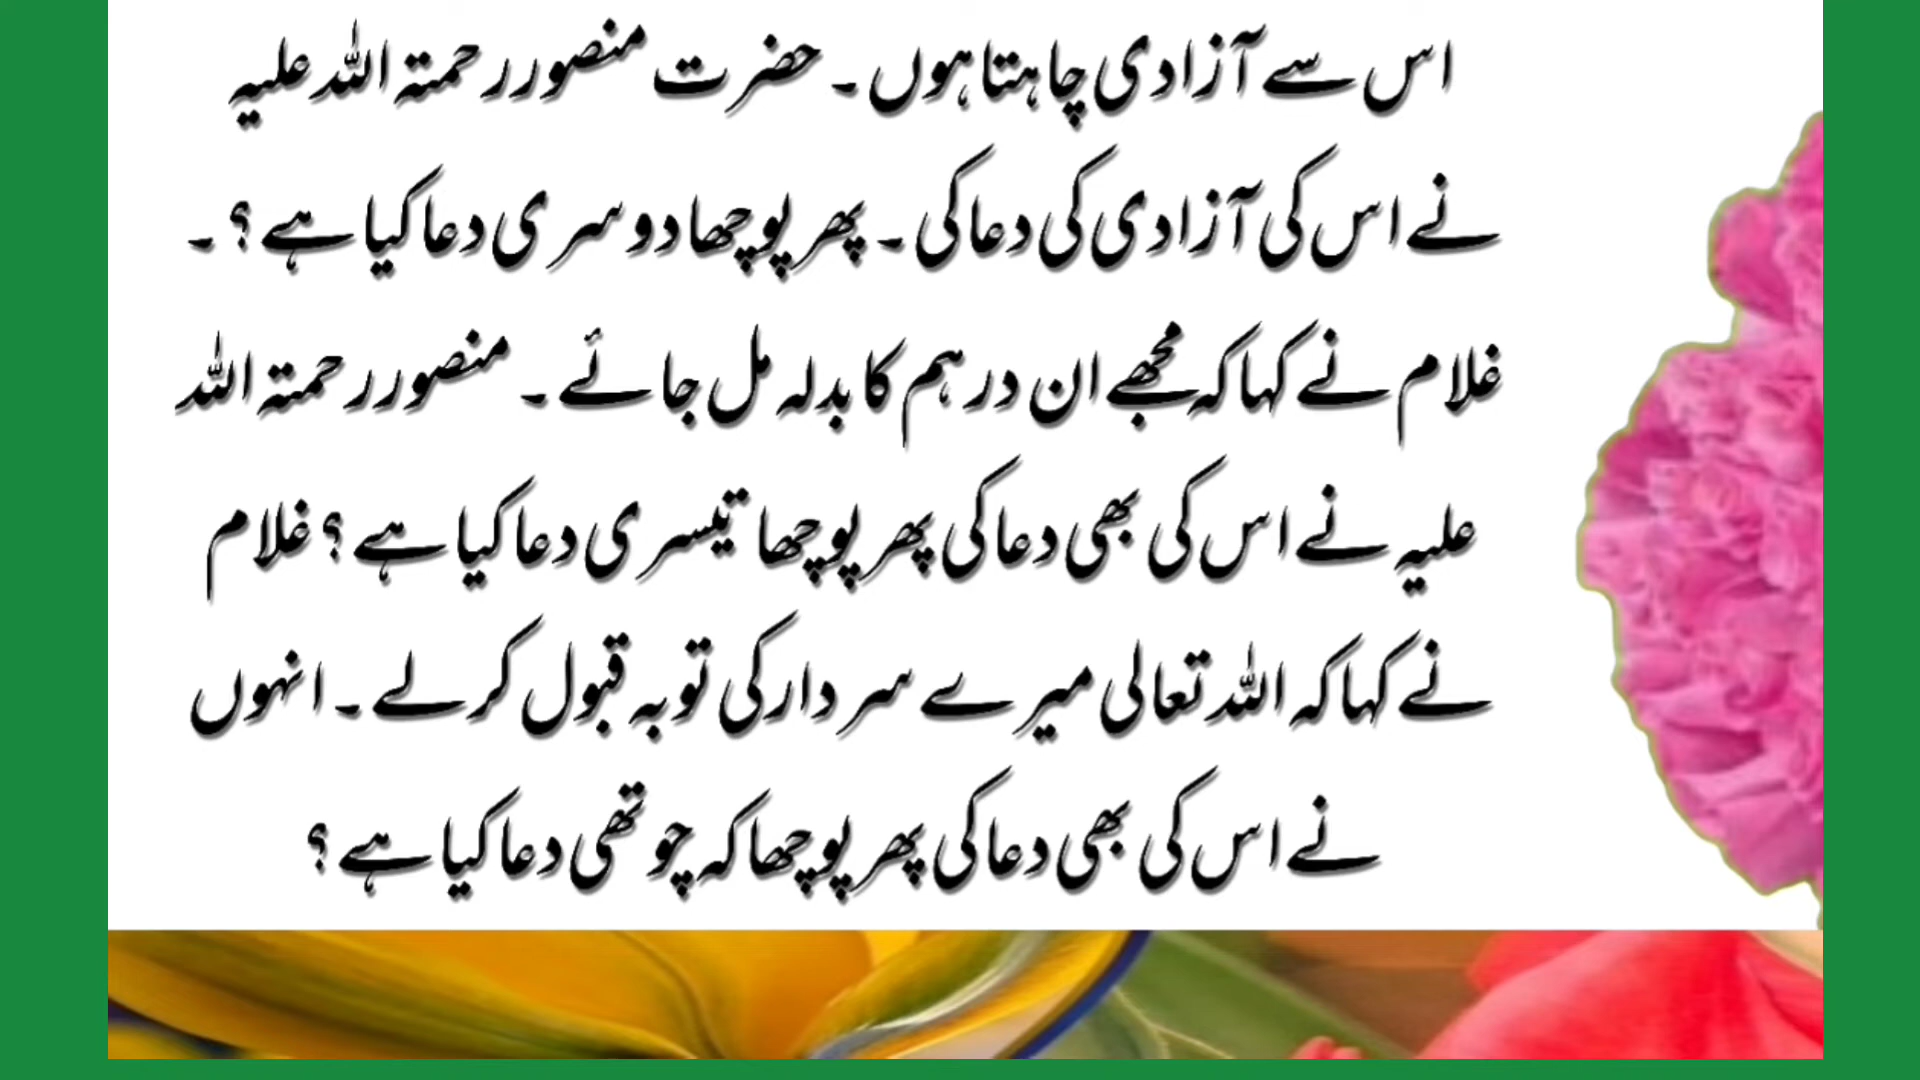 اس سے آزادی چاہتا ہوں۔ حضرت منصور رحمتہ اللہ علیہ
نے اس کی آزادی کی دعا کی۔ پھر پوچھا دوسری دعا کیا ہے؟۔
غلام نے کہا کہ مجھے ان درہم کا بدلہ مل جائے۔ منصور رحمتہ اللہ
علیہ نے اس کی بھی دعا کی پھر پوچھا تیسری دعا کیا ہے؟ غلام
نے کہا کہ اللہ تعالی میرے سردار کی توبہ قبول کرلے۔ انہوں
نے اس کی بھی دعا کی پھر پوچھا کہ چوتھی دعا کیا ہے؟